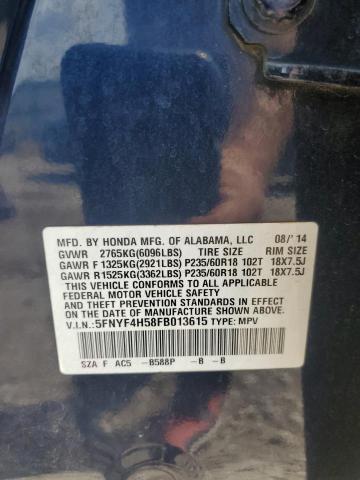 MFD. BY HONDA MFG. OF ALABAMA, LLC 08/'14
GVWR 2765KG(6096LBS) TIRE SIZE RIM SIZE
GAWR F 1325KG(2921LBS) P235/60R18 102T 18X7.5J
GAWR R 1525KG(3362LBS) P235/60R18 102T 18X7.5J
THIS VEHICLE CONFORMS TO ALL APPLICABLE
FEDERAL MOTOR VEHICLE SAFETY
AND THEFT PREVENTION STANDARDS IN EFFECT
ON THE DATE OF MANUFACTURE SHOWN ABOVE.
V.I.N.: 5FNYF4H58FB013615 TYPE: MPV
SZA F AC5 -B588P -B -B